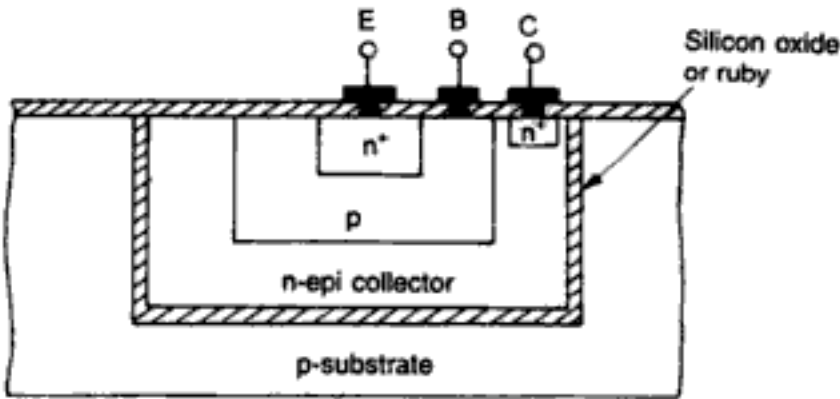 E B C
Silicon oxide
or ruby
n⁺ n⁺
p
n-epi collector
p-substrate